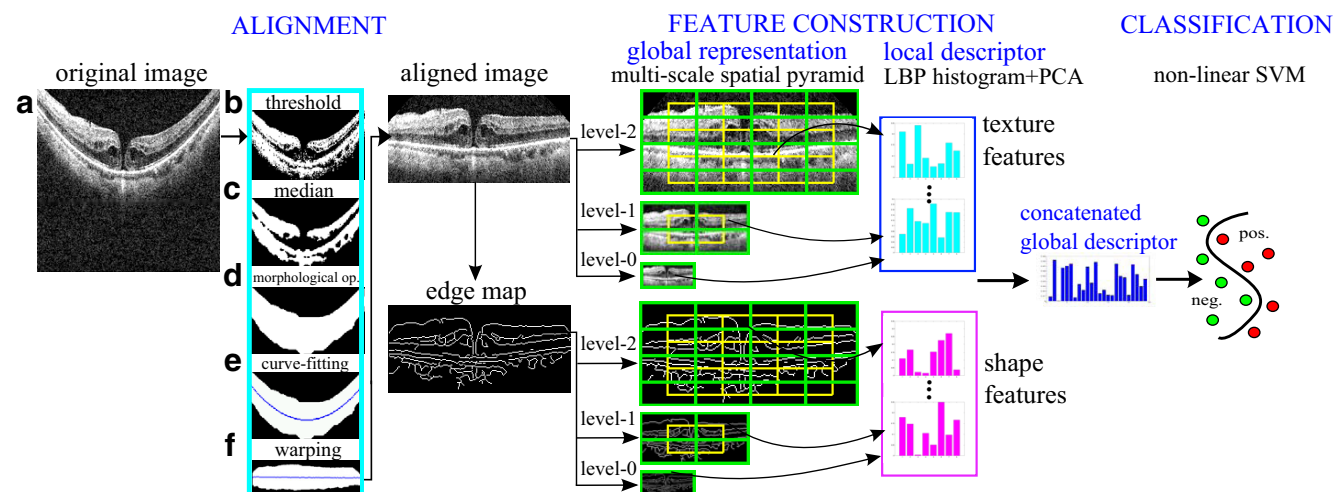 ALIGNMENT
FEATURE CONSTRUCTION
CLASSIFICATION
original image
aligned image
global representation
multi-scale spatial pyramid
local descriptor
LBP histogram+PCA
non-linear SVM
a
b
threshold
c
median
d
morphological op.
e
curve-fitting
f
warping
edge map
level-2
level-1
level-0
level-2
level-1
level-0
texture
features
shape
features
concatenated
global descriptor
pos.
neg.